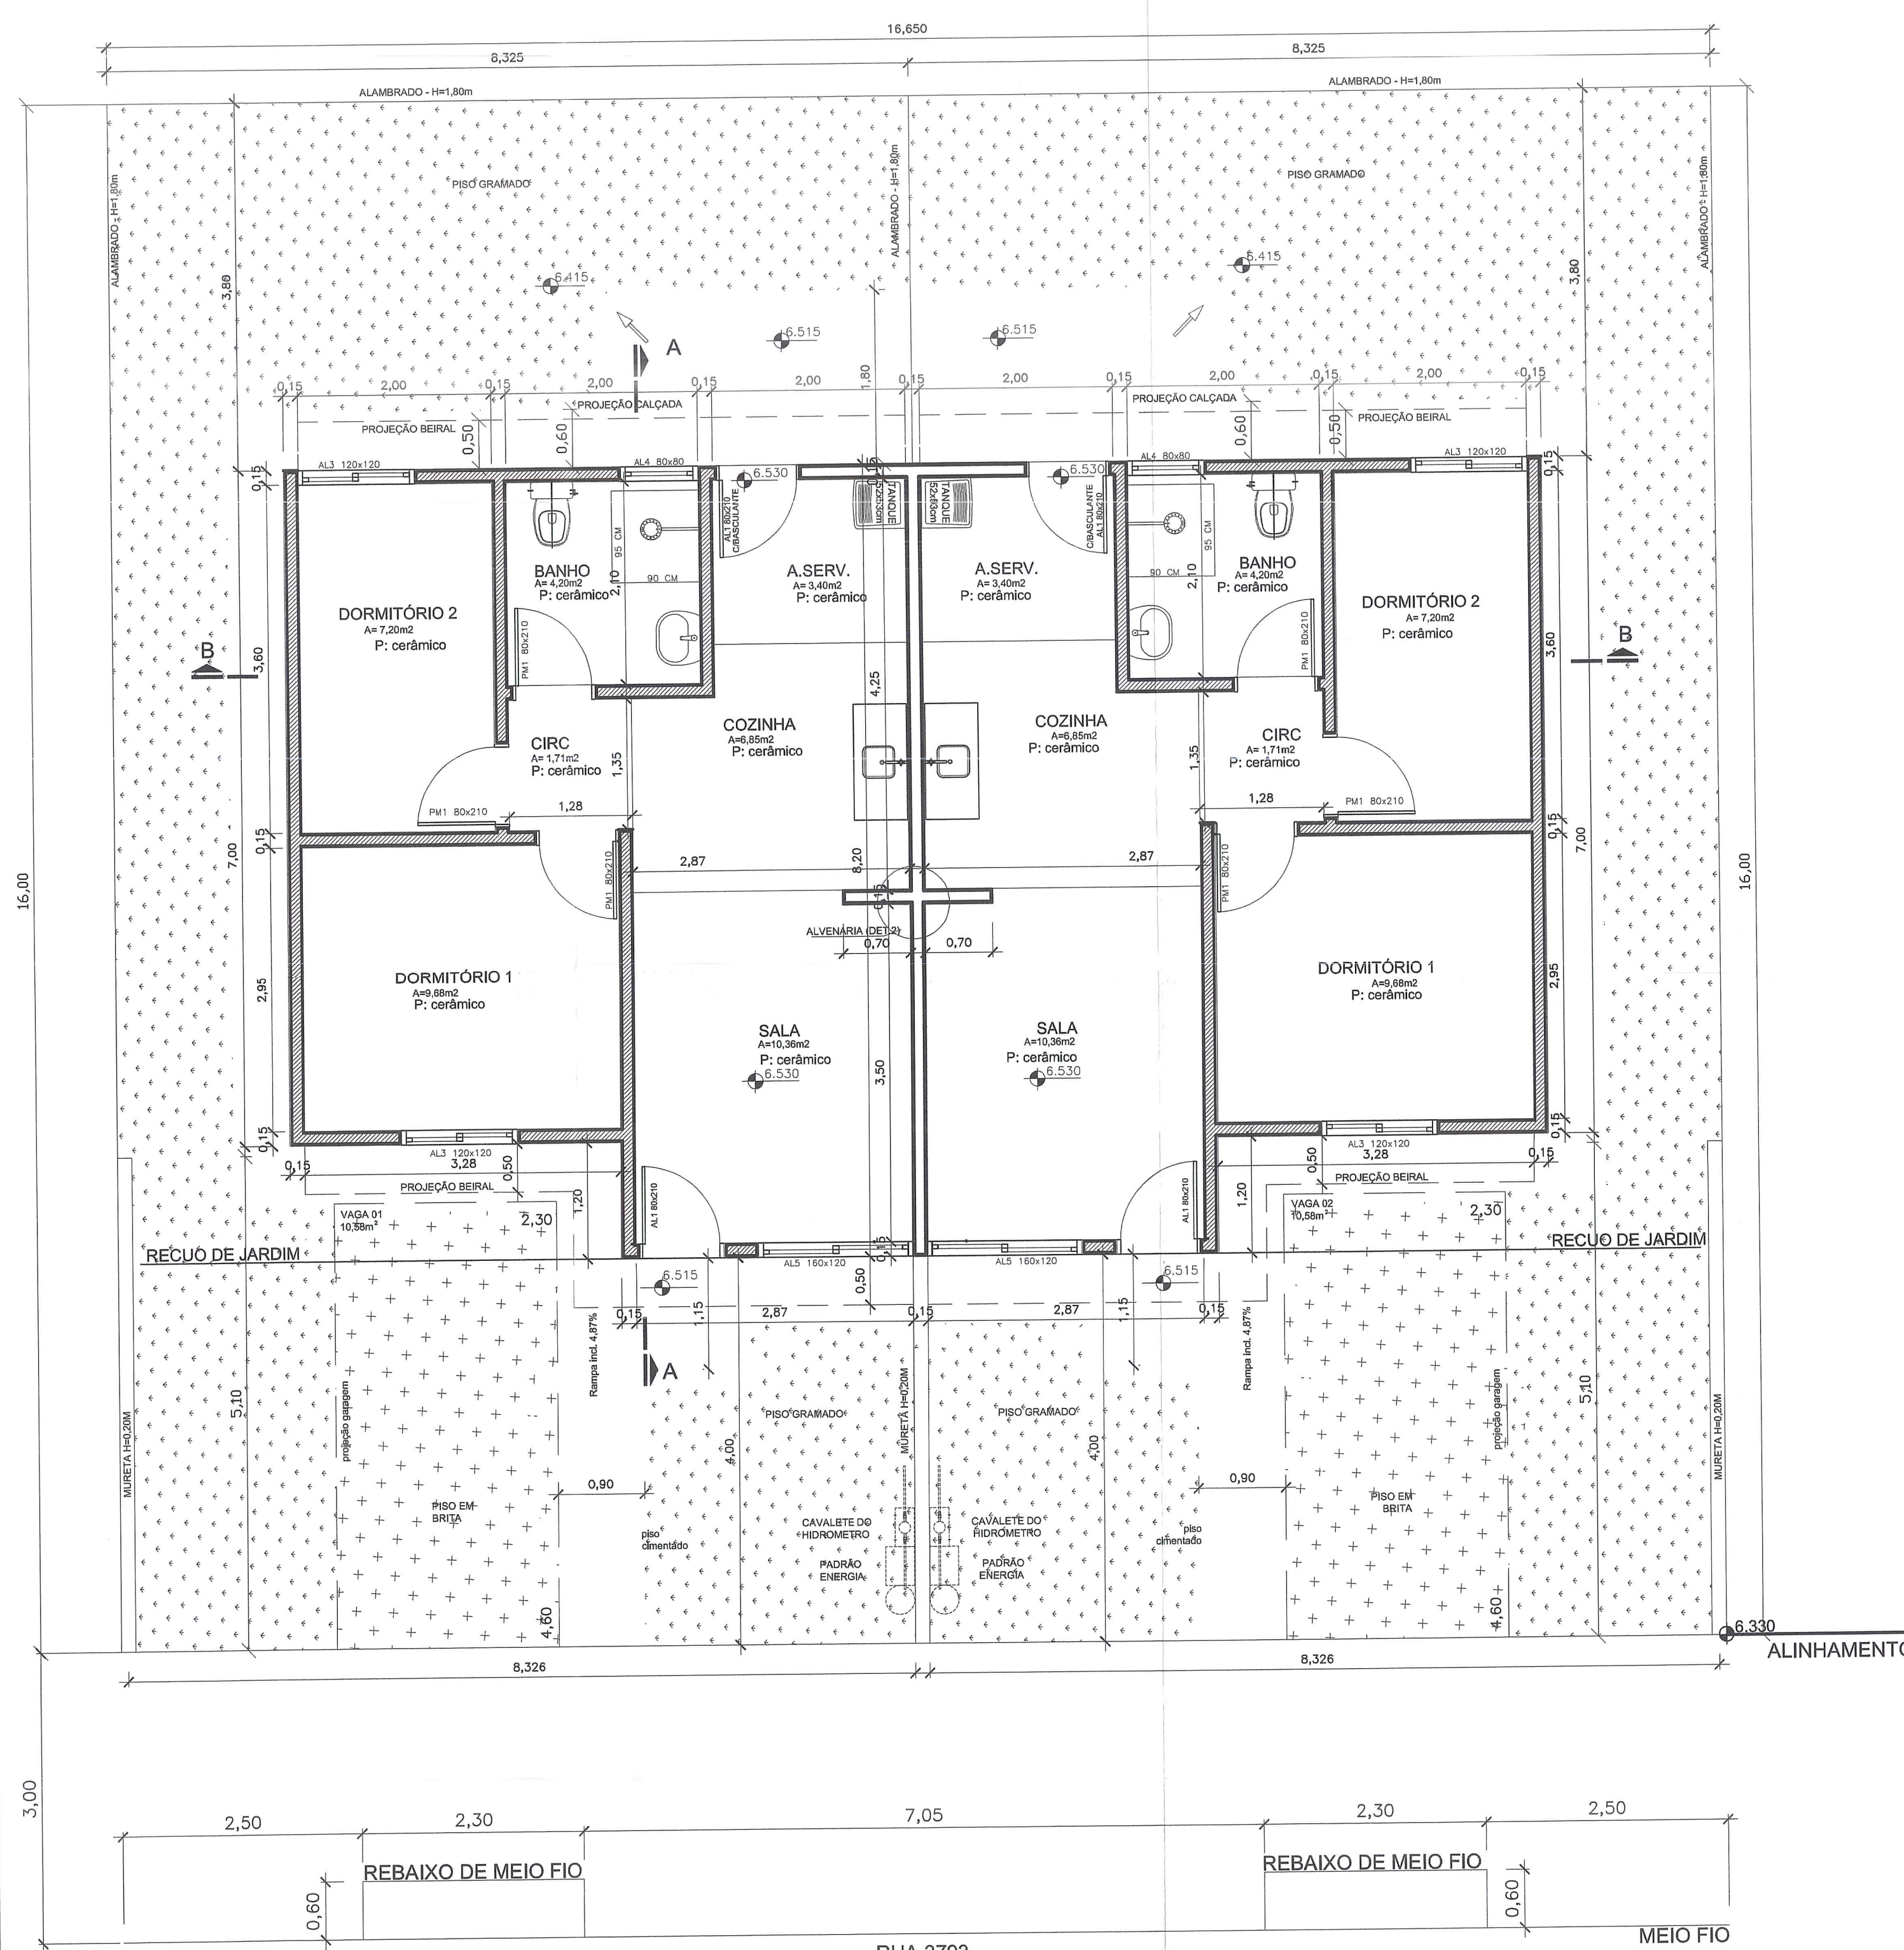 16,650
8,325
8,325
ALAMBRADO - H=1,80m
ALAMBRADO - H=1,80m
ALAMBRADO - H=1,80m
ALAMBRADO - H=1,80m
ALAMBRADO - H=1,80m
PISO GRAMADO
PISO GRAMADO
3,80
3,80
6.415
6.415
6.515
6.515
A
1,80
0,15
2,00
0,15
2,00
0,15
2,00
0,15
2,00
0,15
2,00
0,15
2,00
0,15
PROJEÇÃO CALÇADA
PROJEÇÃO CALÇADA
PROJEÇÃO BEIRAL
PROJEÇÃO BEIRAL
0,50
0,60
0,60
0,50
AL3 120x120
AL4 80x80
AL4 80x80
AL3 120x120
0,15
0,15
0,15
6.530
6.530
AL1 80x210
C/BASCULANTE
TANQUE
52x53cm
TANQUE
52x53cm
C/BASCULANTE
AL1 80x210
95 CM
90 CM
2,10
95 CM
90 CM
2,10
BANHO
A= 4,20m2
P: cerâmico
A.SERV.
A= 3,40m2
P: cerâmico
A.SERV.
A= 3,40m2
P: cerâmico
BANHO
A= 4,20m2
P: cerâmico
DORMITÓRIO 2
A= 7,20m2
P: cerâmico
DORMITÓRIO 2
A= 7,20m2
P: cerâmico
PM1 80x210
PM1 80x210
B
B
3,60
3,60
4,25
COZINHA
A=6,85m2
P: cerâmico
COZINHA
A=6,85m2
P: cerâmico
CIRC
A= 1,71m2
P: cerâmico
CIRC
A= 1,71m2
P: cerâmico
1,35
1,35
1,28
1,28
PM1 80x210
PM1 80x210
0,15
0,15
7,00
7,00
16,00
16,00
PM1 80x210
PM1 80x210
2,87
8,20
2,87
0,15
ALVENARIA (DET.2)
0,70
0,70
2,95
2,95
DORMITÓRIO 1
A=9,68m2
P: cerâmico
DORMITÓRIO 1
A=9,68m2
P: cerâmico
SALA
A=10,36m2
P: cerâmico
6.530
SALA
A=10,36m2
P: cerâmico
6.530
3,50
0,15
0,15
AL3 120x120
AL3 120x120
0,15
3,28
0,50
3,28
0,50
0,15
PROJEÇÃO BEIRAL
PROJEÇÃO BEIRAL
1,20
1,20
AL1 80x210
AL1 80x210
VAGA 01
10,58m²
2,30
VAGA 02
10,58m²
2,30
RECUO DE JARDIM
RECUO DE JARDIM
0,15
AL5 160x120
AL5 160x120
6.515
6.515
0,50
0,15
1,15
2,87
0,15
2,87
1,15
0,15
Rampa incl. 4,87%
Rampa incl. 4,87%
A
5,10
5,10
projeção garagem
projeção garagem
MURETA H=0,20M
MURETA H=0,20M
MURETA H=0,20M
PISO GRAMADO
PISO GRAMADO
4,00
4,00
0,90
0,90
PISO EM
BRITA
PISO EM
BRITA
piso
cimentado
piso
cimentado
CAVALETE DO
HIDROMETRO
CAVALETE DO
HIDROMETRO
PADRÃO
ENERGIA
PADRÃO
ENERGIA
4,60
4,60
6.330
ALINHAMENTO
8,326
8,326
3,00
2,50
2,30
7,05
2,30
2,50
REBAIXO DE MEIO FIO
REBAIXO DE MEIO FIO
0,60
0,60
MEIO FIO